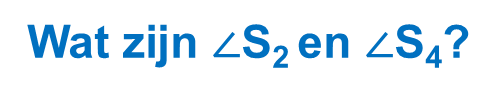 Wat zijn ∠S₂ en ∠S₄?